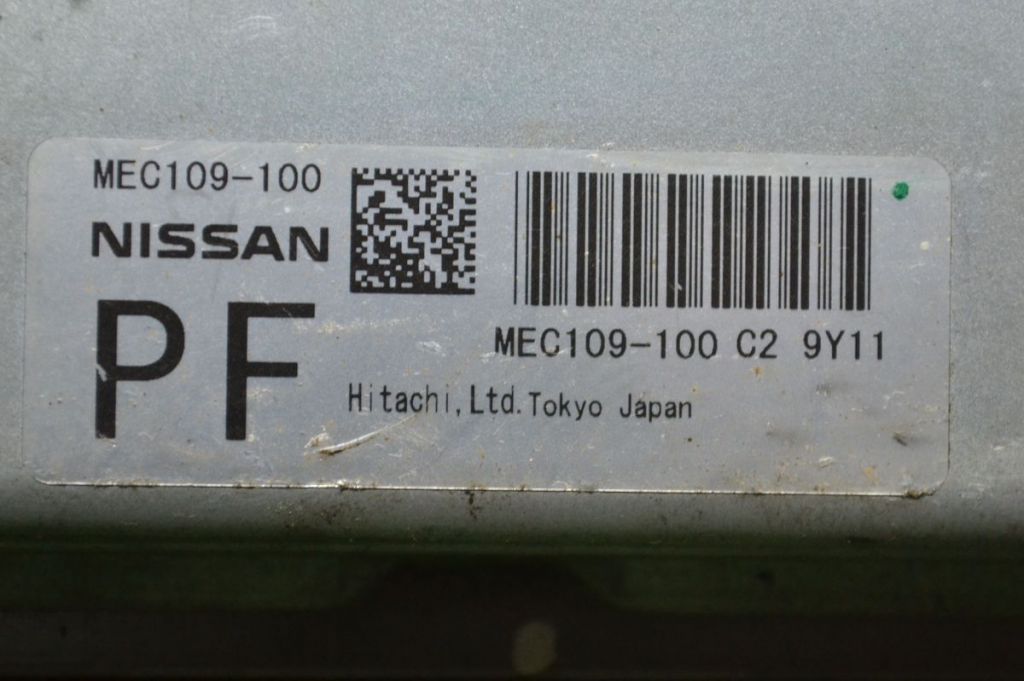 MEC109-100
NISSAN
PF
MEC109-100 C2 9Y11
Hitachi,Ltd.Tokyo Japan